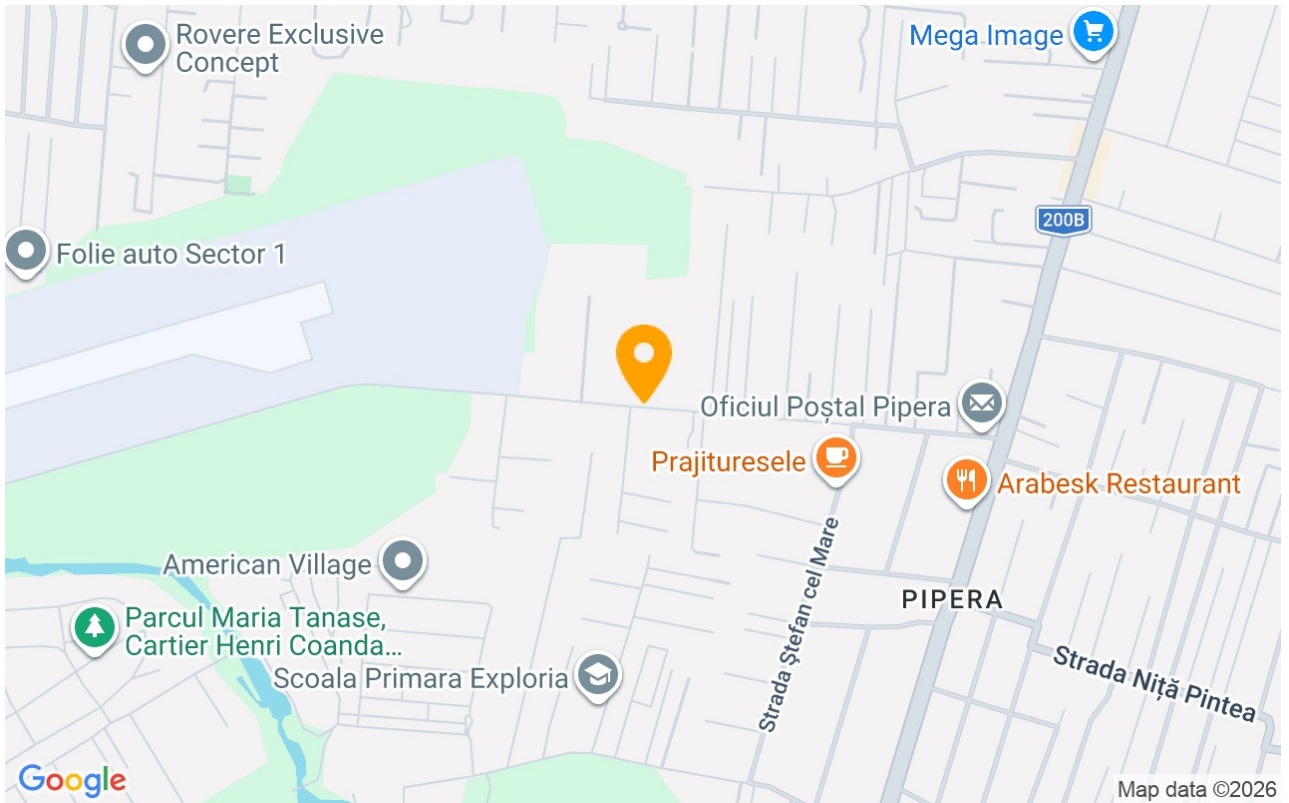 Rovere Exclusive
Concept
Mega Image
200B
Folie auto Sector 1
Oficiul Poștal Pipera
Prajituresele
Arabesk Restaurant
American Village
PIPERA
Parcul Maria Tanase,
Cartier Henri Coanda...
Strada Ștefan cel Mare
Scoala Primara Exploria
Strada Niță Pintea
Google
Map data ©2026